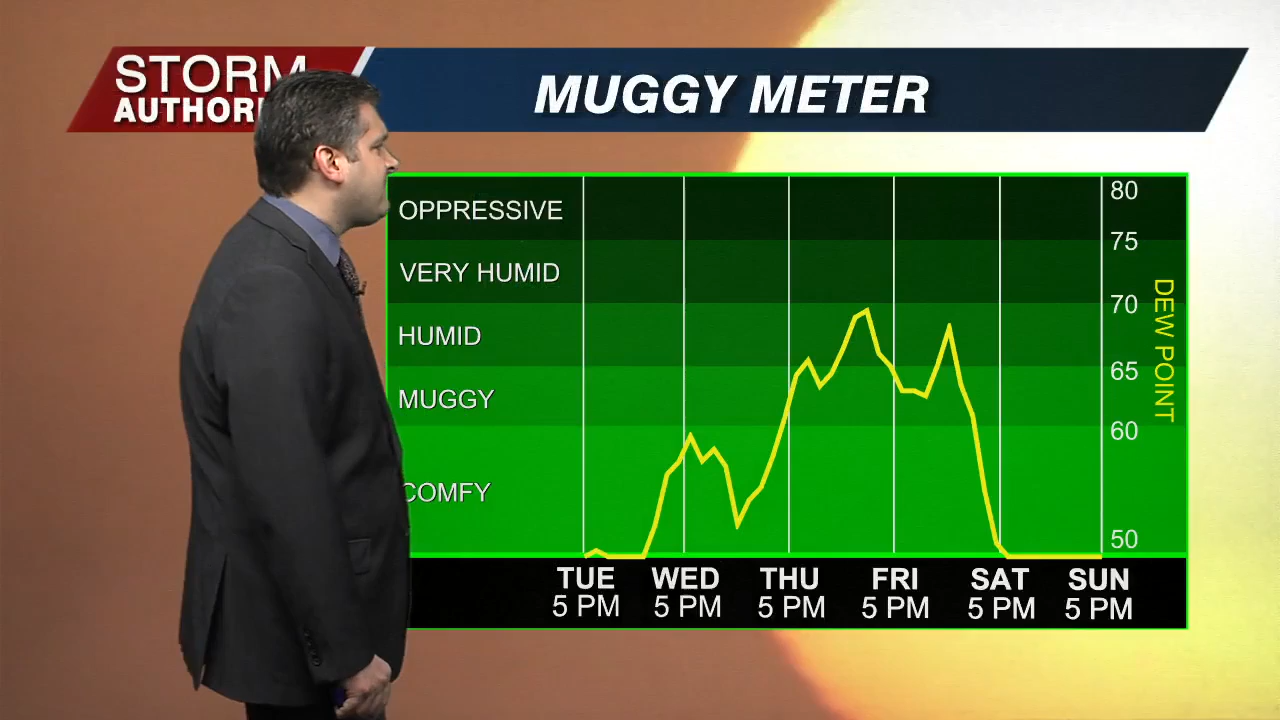 STORM
AUTHOR
MUGGY METER
OPPRESSIVE
VERY HUMID
HUMID
MUGGY
COMFY
80
75
70
65
60
50
DEW POINT
TUE WED THU FRI SAT SUN
5 PM 5 PM 5 PM 5 PM 5 PM 5 PM